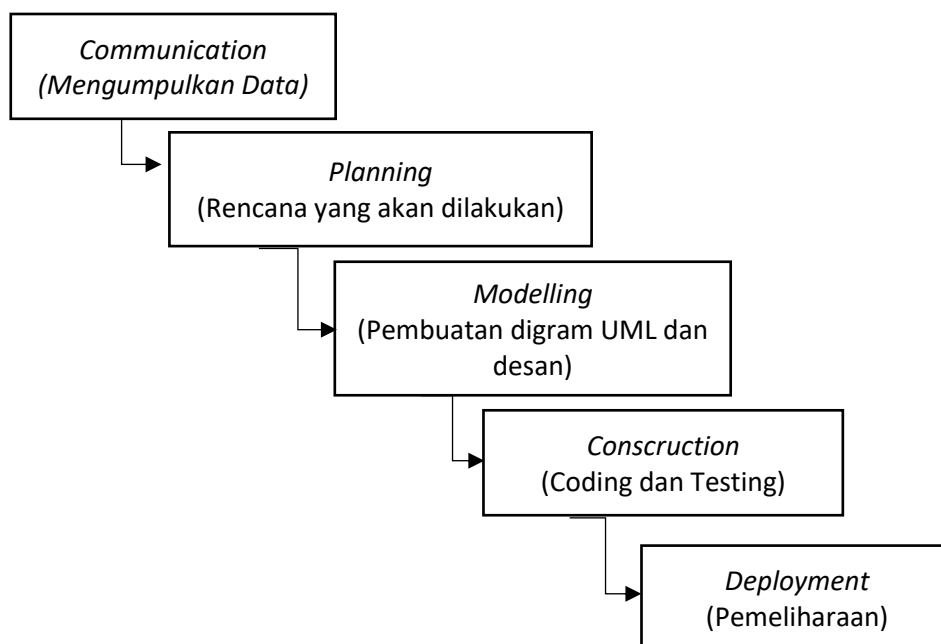 Communication
(Mengumpulkan Data)
Planning
(Rencana yang akan dilakukan)
Modelling
(Pembuatan digram UML dan
desan)
Conscruction
(Coding dan Testing)
Deployment
(Pemeliharaan)